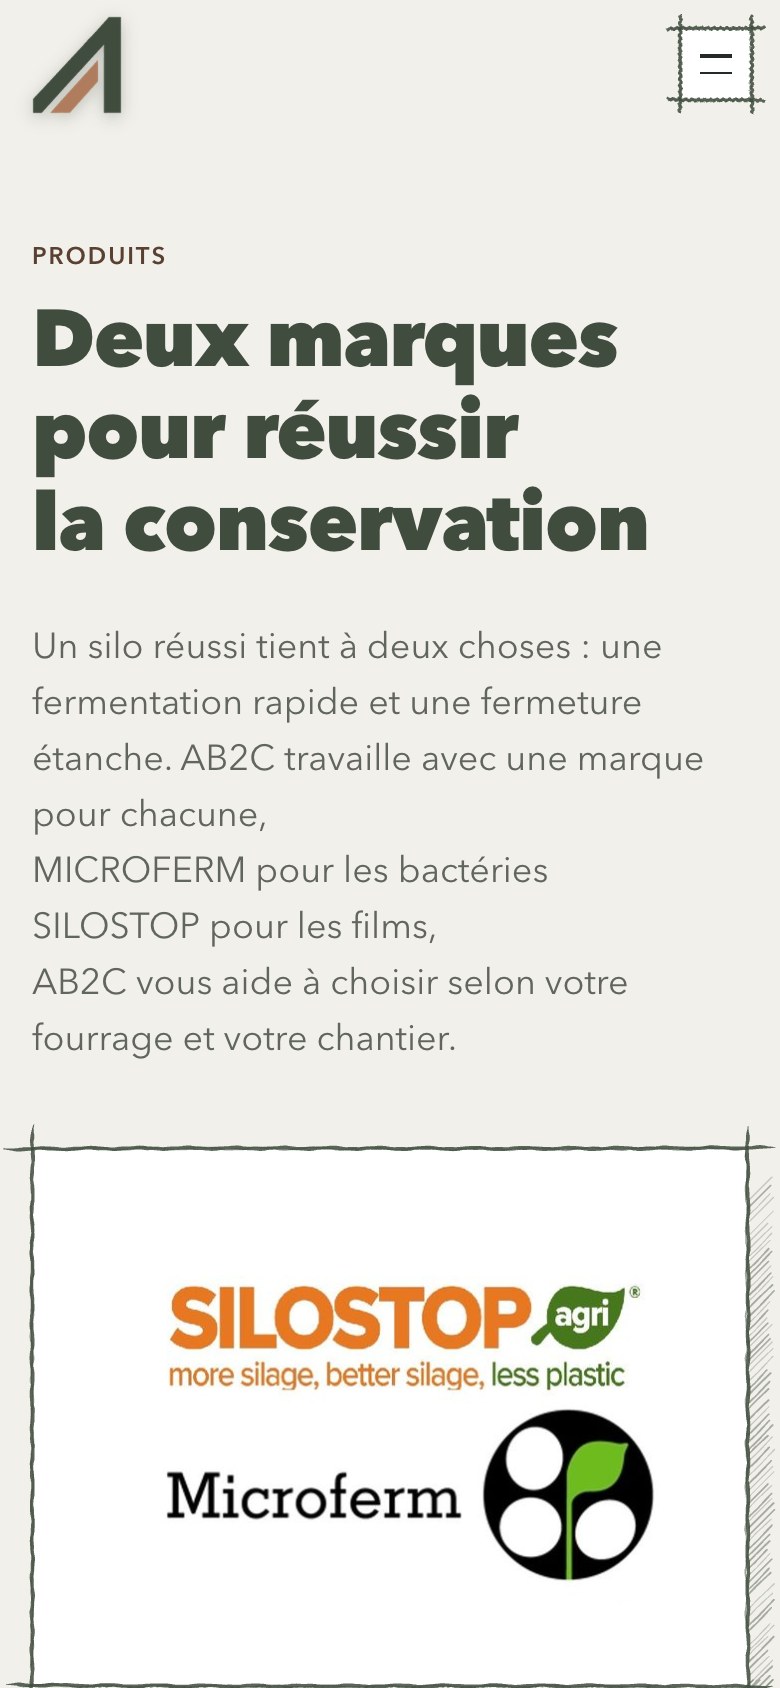 PRODUITS
Deux marques
pour réussir
la conservation
Un silo réussi tient à deux choses : une
fermentation rapide et une fermeture
étanche. AB2C travaille avec une marque
pour chacune,
MICROFERM pour les bactéries
SILOSTOP pour les films,
AB2C vous aide à choisir selon votre
fourrage et votre chantier.
SILOSTOP agri ®
more silage, better silage, less plastic
Microferm